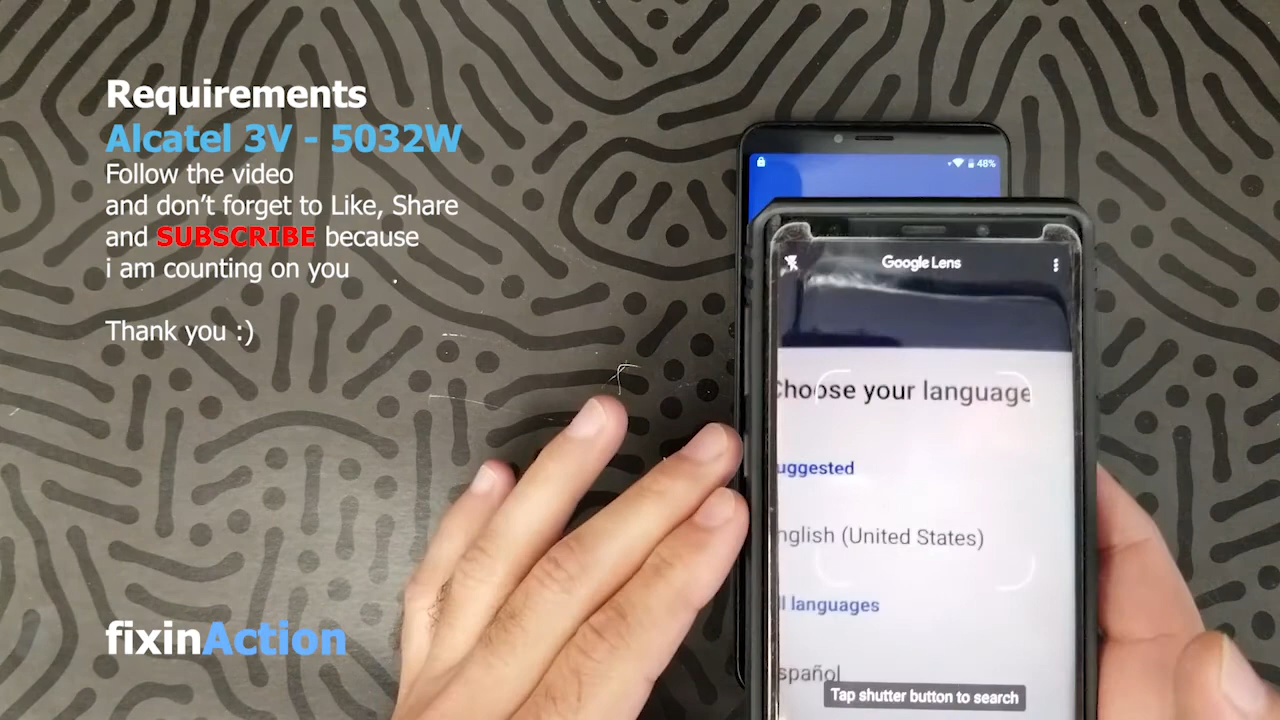 Requirements
Alcatel 3V - 5032W
Follow the video
and don't forget to Like, Share
and SUBSCRIBE because
i am counting on you
Thank you :)
fixinAction
48%
Google Lens
Choose your language
uggested
nglish (United States)
ll languages
spañol
Tap shutter button to search